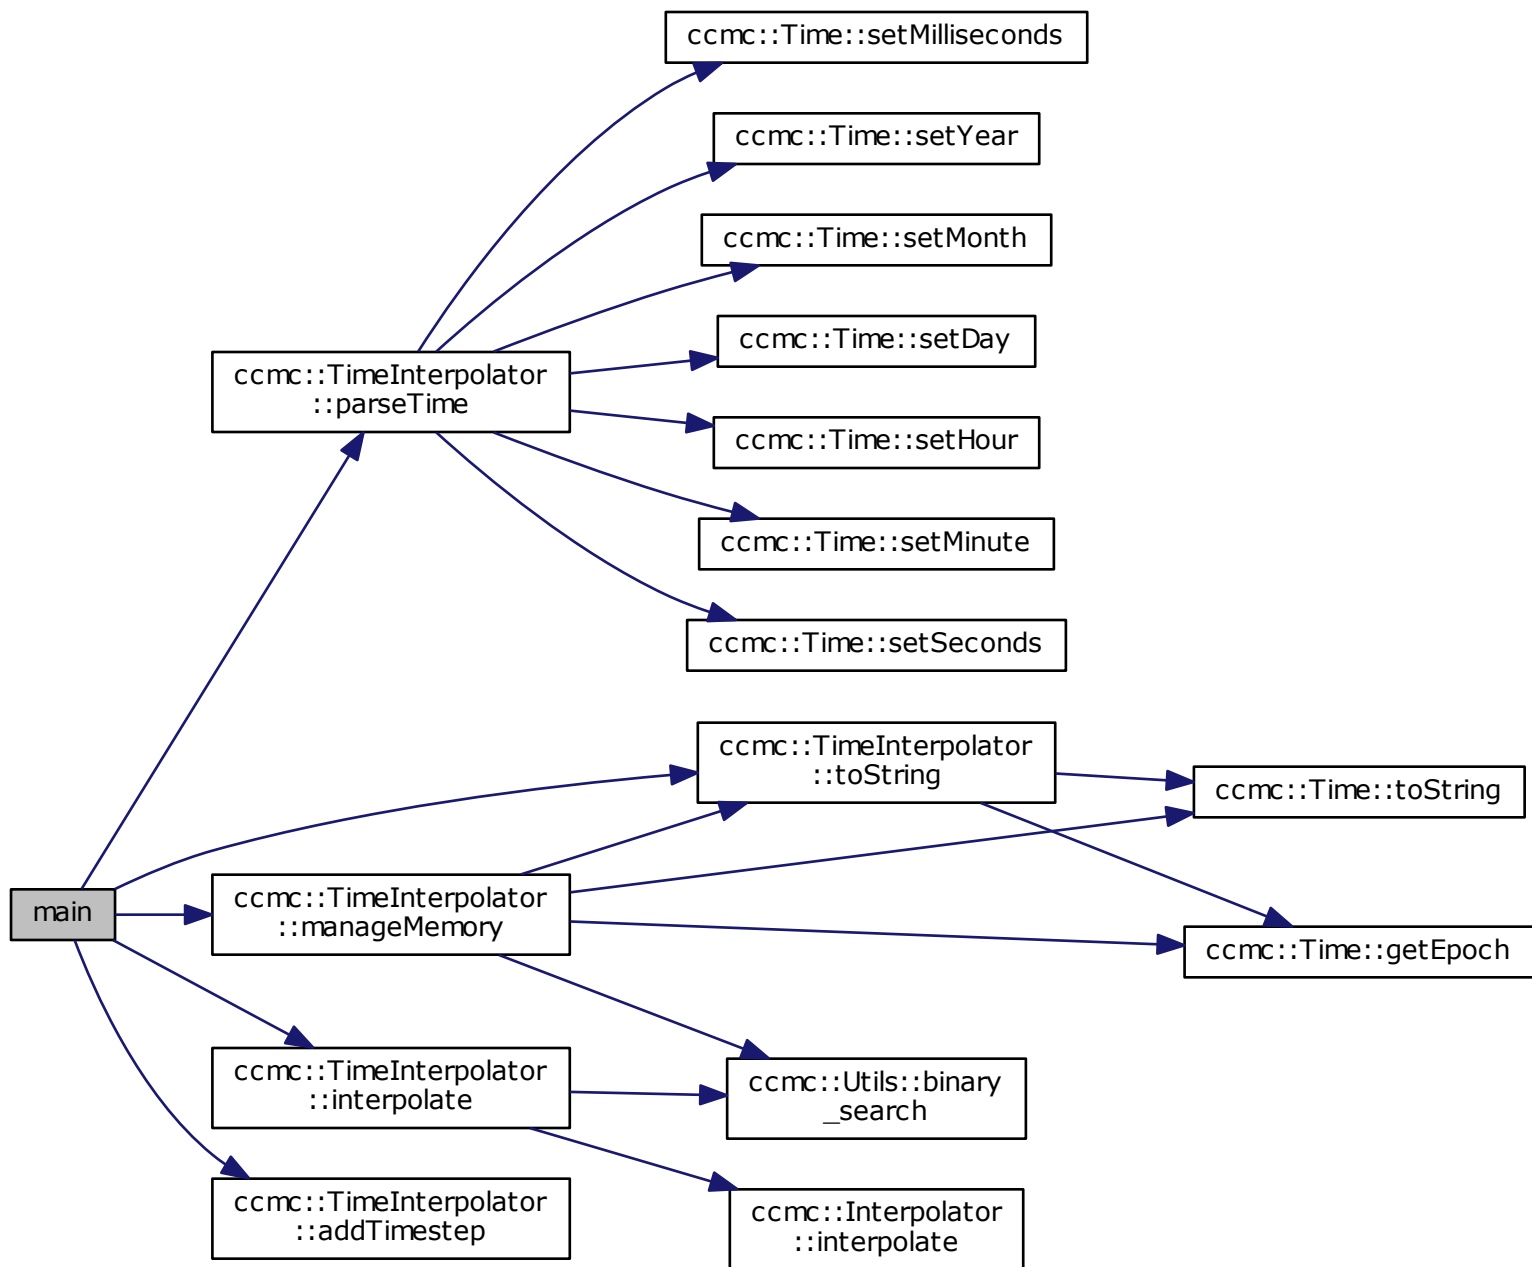 ccmc::Time::setMilliseconds
ccmc::Time::setYear
ccmc::Time::setMonth
ccmc::Time::setDay
ccmc::TimeInterpolator
::parseTime
ccmc::Time::setHour
ccmc::Time::setMinute
ccmc::Time::setSeconds
ccmc::TimeInterpolator
::toString
ccmc::Time::toString
main
ccmc::TimeInterpolator
::manageMemory
ccmc::Time::getEpoch
ccmc::TimeInterpolator
::interpolate
ccmc::Utils::binary
_search
ccmc::TimeInterpolator
::addTimestep
ccmc::Interpolator
::interpolate